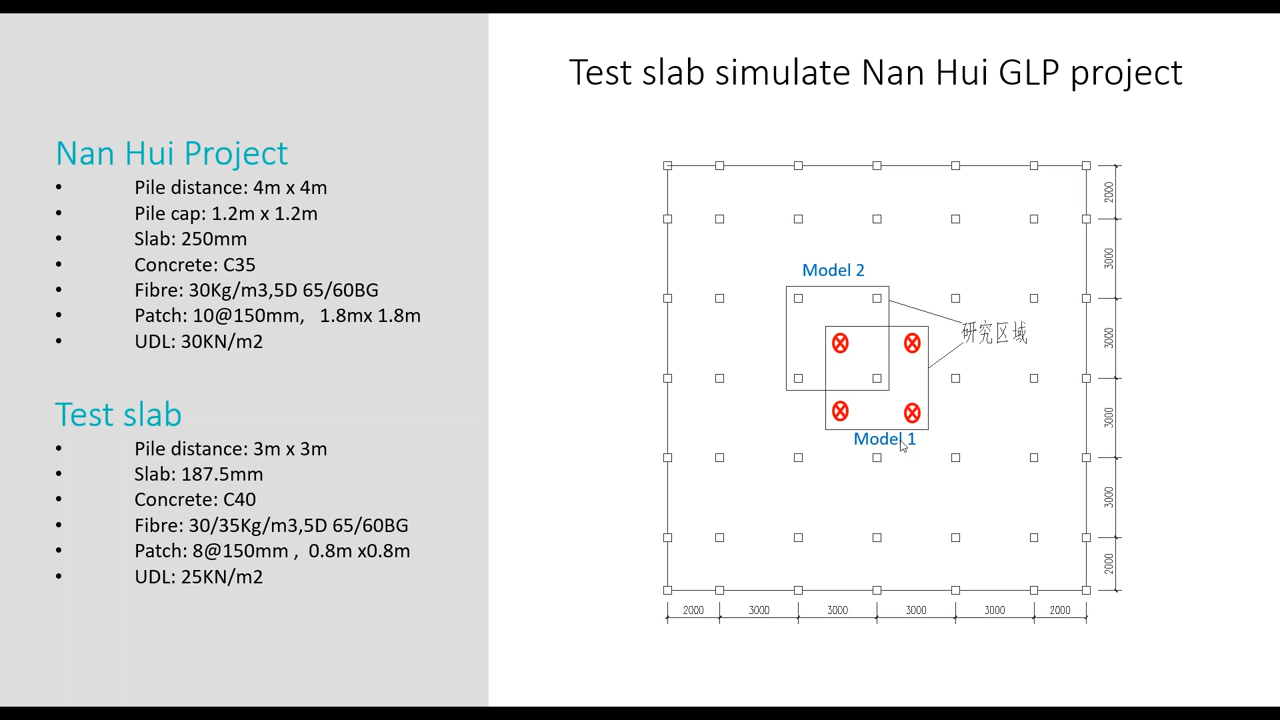 Test slab simulate Nan Hui GLP project
Nan Hui Project
• Pile distance: 4m x 4m
• Pile cap: 1.2m x 1.2m
• Slab: 250mm
• Concrete: C35
• Fibre: 30Kg/m3,5D 65/60BG
• Patch: 10@150mm, 1.8mx 1.8m
• UDL: 30KN/m2
Test slab
• Pile distance: 3m x 3m
• Slab: 187.5mm
• Concrete: C40
• Fibre: 30/35Kg/m3,5D 65/60BG
• Patch: 8@150mm , 0.8m x0.8m
• UDL: 25KN/m2
Model 2
研究区域
Model 1
2000
3000
3000
3000
3000
2000
2000 3000 3000 3000 3000 2000